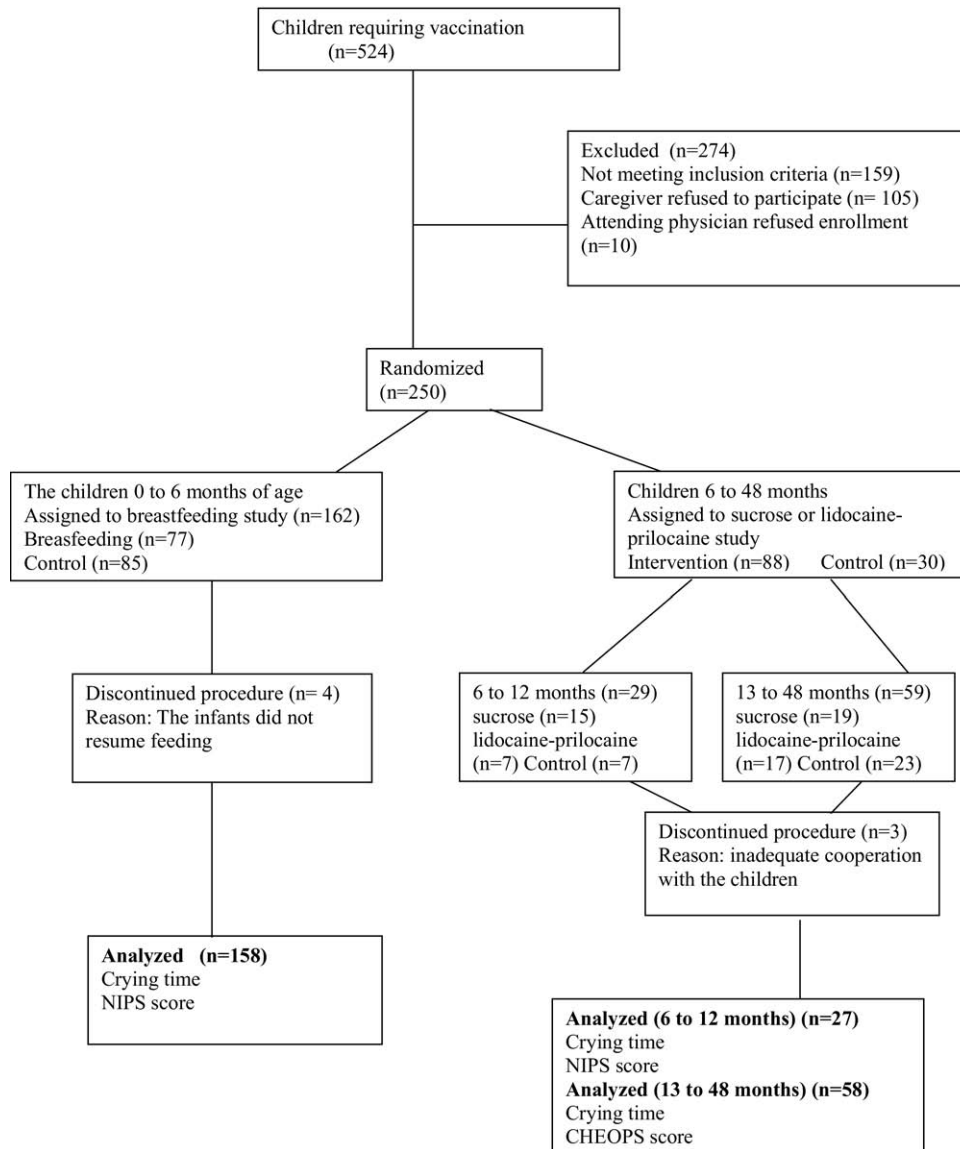 Children requiring vaccination
(n=524)
Excluded (n=274)
Not meeting inclusion criteria (n=159)
Caregiver refused to participate (n= 105)
Attending physician refused enrollment
(n=10)
Randomized
(n=250)
The children 0 to 6 months of age
Assigned to breastfeeding study (n=162)
Breasfeeding (n=77)
Control (n=85)
Children 6 to 48 months
Assigned to sucrose or lidocaine-
prilocaine study
Intervention (n=88) Control (n=30)
Discontinued procedure (n= 4)
Reason: The infants did not
resume feeding
6 to 12 months (n=29)
sucrose (n=15)
lidocaine-prilocaine
(n=7) Control (n=7)
13 to 48 months (n=59)
sucrose (n=19)
lidocaine-prilocaine
(n=17) Control (n=23)
Discontinued procedure (n=3)
Reason: inadequate cooperation
with the children
Analyzed (n=158)
Crying time
NIPS score
Analyzed (6 to 12 months) (n=27)
Crying time
NIPS score
Analyzed (13 to 48 months) (n=58)
Crying time
CHEOPS score